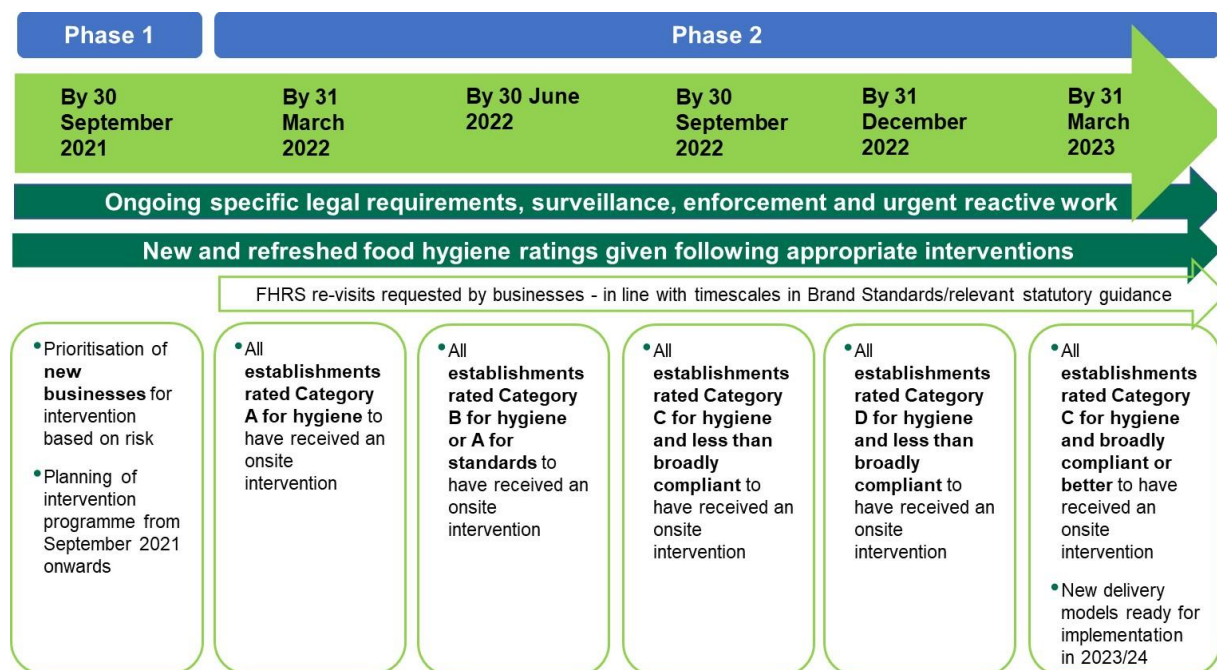 Phase 1
Phase 2
By 30
September
2021
By 31
March
2022
By 30 June
2022
By 30
September
2022
By 31
December
2022
By 31
March
2023
Ongoing specific legal requirements, surveillance, enforcement and urgent reactive work
New and refreshed food hygiene ratings given following appropriate interventions
FHRS re-visits requested by businesses - in line with timescales in Brand Standards/relevant statutory guidance
•Prioritisation of
new
businesses for
intervention
based on risk
•Planning of
intervention
programme from
September 2021
onwards
•All
establishments
rated Category
A for hygiene to
have received an
onsite
intervention
•All
establishments
rated Category
B for hygiene
or A for
standards to
have received an
onsite
intervention
•All
establishments
rated Category
C for hygiene
and less than
broadly
compliant to
have received an
onsite
intervention
•All
establishments
rated Category
D for hygiene
and less than
broadly
compliant to
have received an
onsite
intervention
•All
establishments
rated Category
C for hygiene
and broadly
compliant or
better to have
received an
onsite
intervention
•New delivery
models ready for
implementation
in 2023/24